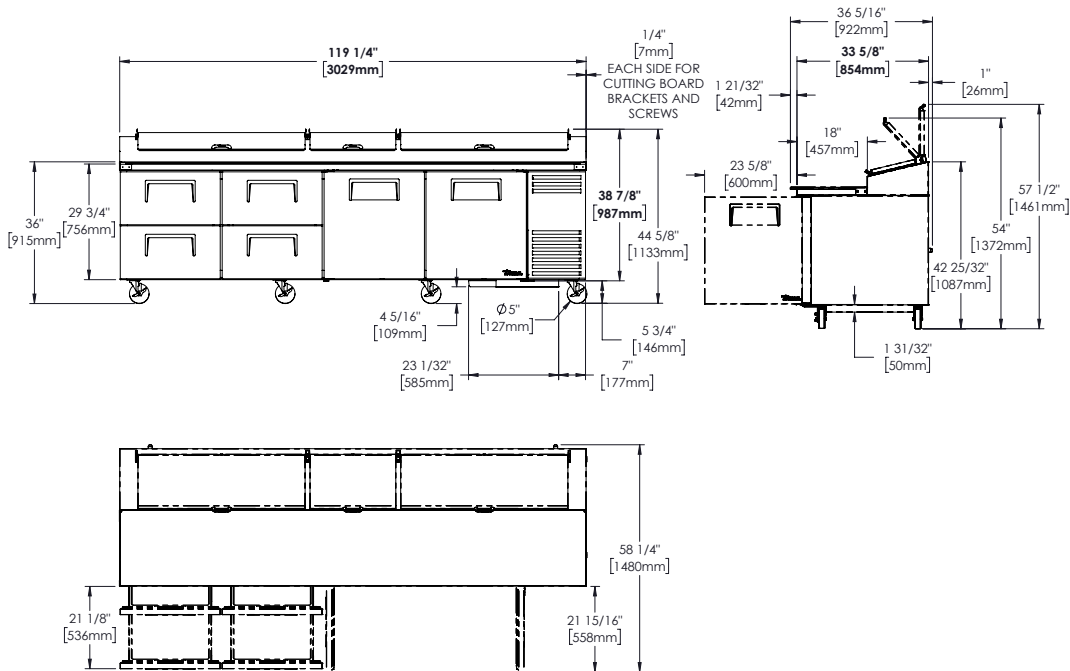 119 1/4"
[3029mm]
1/4"
[7mm]
EACH SIDE FOR
CUTTING BOARD
BRACKETS AND
SCREWS
36"
[915mm]
29 3/4"
[756mm]
38 7/8"
[987mm]
44 5/8"
[1133mm]
4 5/16"
[109mm]
Ø 5"
[127mm]
5 3/4"
[146mm]
23 1/32"
[585mm]
7"
[177mm]
True
36 5/16"
[922mm]
33 5/8"
[854mm]
1 21/32"
[42mm]
1"
[26mm]
18"
[457mm]
23 5/8"
[600mm]
57 1/2"
[1461mm]
54"
[1372mm]
42 25/32"
[1087mm]
1 31/32"
[50mm]
True
58 1/4"
[1480mm]
21 1/8"
[536mm]
21 15/16"
[558mm]